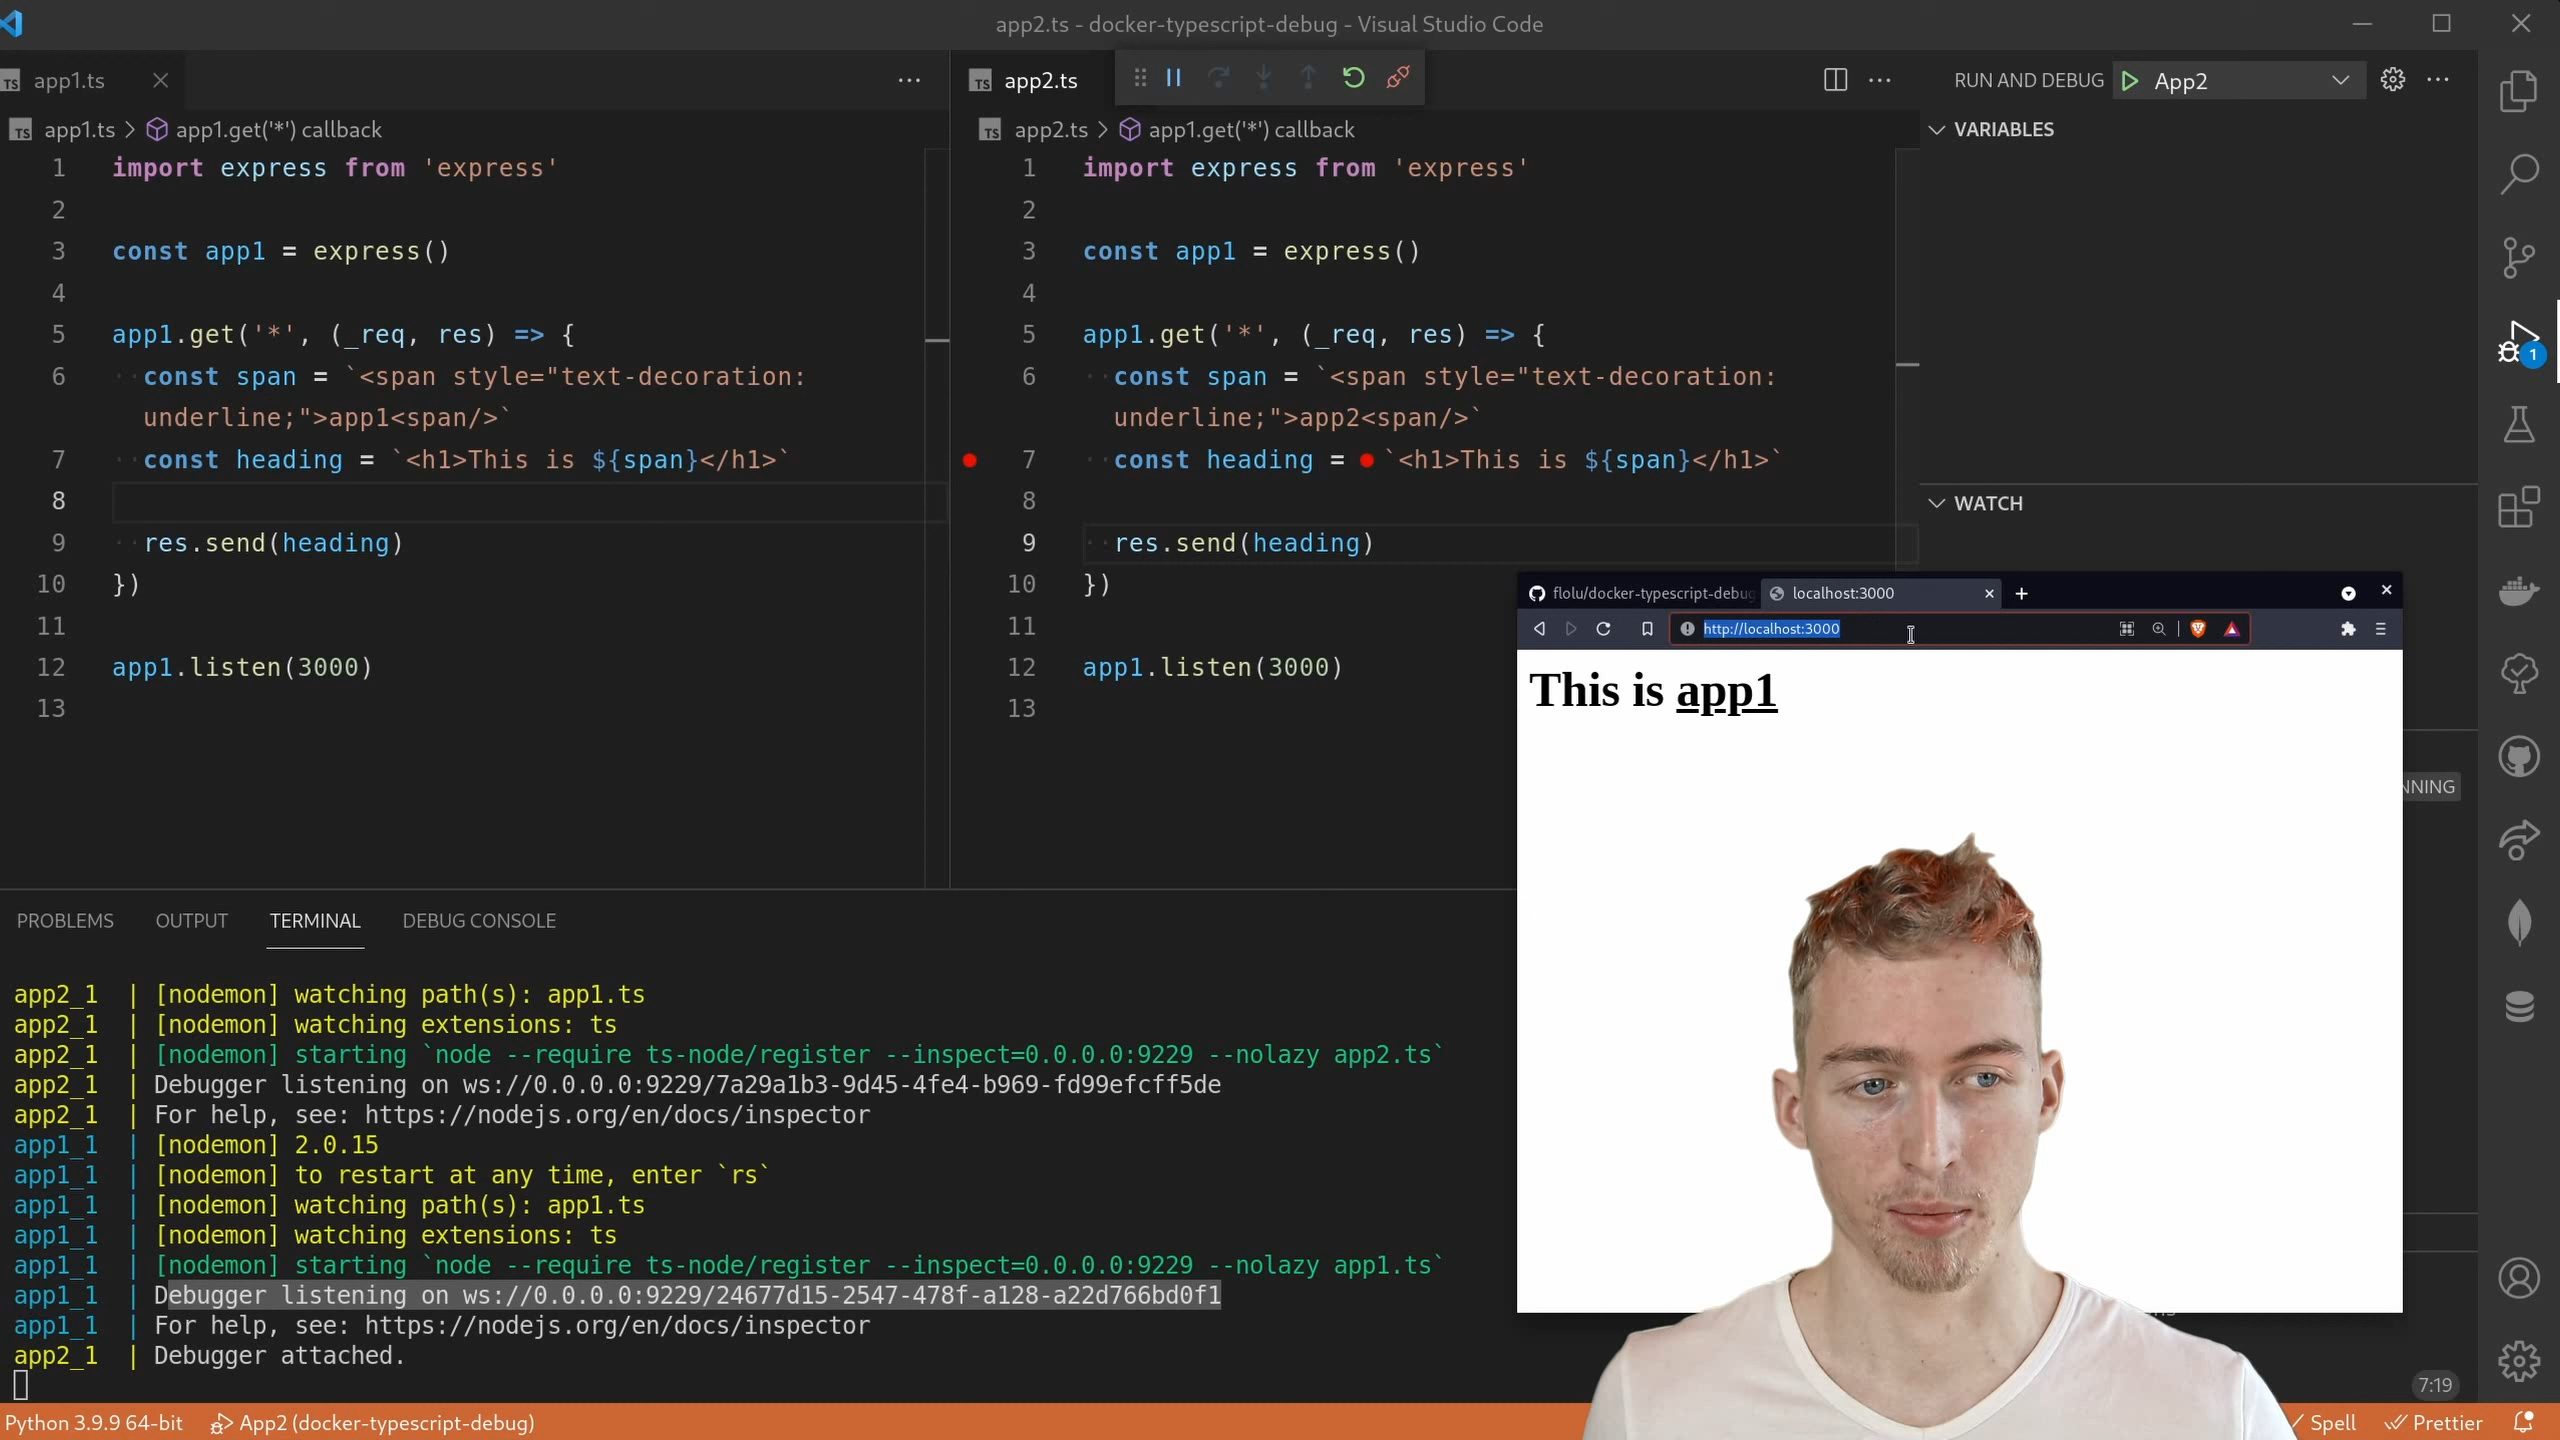 app2.ts - docker-typescript-debug - Visual Studio Code
TS app1.ts
TS app1.ts > app1.get('*') callback
1 import express from 'express'
2
3 const app1 = express()
4
5 app1.get('*', (_req, res) => {
6 const span = `<span style="text-decoration:
underline;">app1<span/>`
7 const heading = `<h1>This is ${span}</h1>`
8
9 res.send(heading)
10 })
11
12 app1.listen(3000)
13
TS app2.ts
TS app2.ts > app1.get('*') callback
1 import express from 'express'
2
3 const app1 = express()
4
5 app1.get('*', (_req, res) => {
6 const span = `<span style="text-decoration:
underline;">app2<span/>`
7 const heading = `<h1>This is ${span}</h1>`
8
9 res.send(heading)
10 })
11
12 app1.listen(3000)
13
RUN AND DEBUG App2
VARIABLES
WATCH
1
NNING
flolu/docker-typescript-debug
localhost:3000
http://localhost:3000
This is app1
PROBLEMS OUTPUT TERMINAL DEBUG CONSOLE
app2_1 | [nodemon] watching path(s): app1.ts
app2_1 | [nodemon] watching extensions: ts
app2_1 | [nodemon] starting `node --require ts-node/register --inspect=0.0.0.0:9229 --nolazy app2.ts`
app2_1 | Debugger listening on ws://0.0.0.0:9229/7a29a1b3-9d45-4fe4-b969-fd99efcff5de
app2_1 | For help, see: https://nodejs.org/en/docs/inspector
app1_1 | [nodemon] 2.0.15
app1_1 | [nodemon] to restart at any time, enter `rs`
app1_1 | [nodemon] watching path(s): app1.ts
app1_1 | [nodemon] watching extensions: ts
app1_1 | [nodemon] starting `node --require ts-node/register --inspect=0.0.0.0:9229 --nolazy app1.ts`
app1_1 | Debugger listening on ws://0.0.0.0:9229/24677d15-2547-478f-a128-a22d766bd0f1
app1_1 | For help, see: https://nodejs.org/en/docs/inspector
app2_1 | Debugger attached.
7:19
Python 3.9.9 64-bit App2 (docker-typescript-debug) Spell Prettier